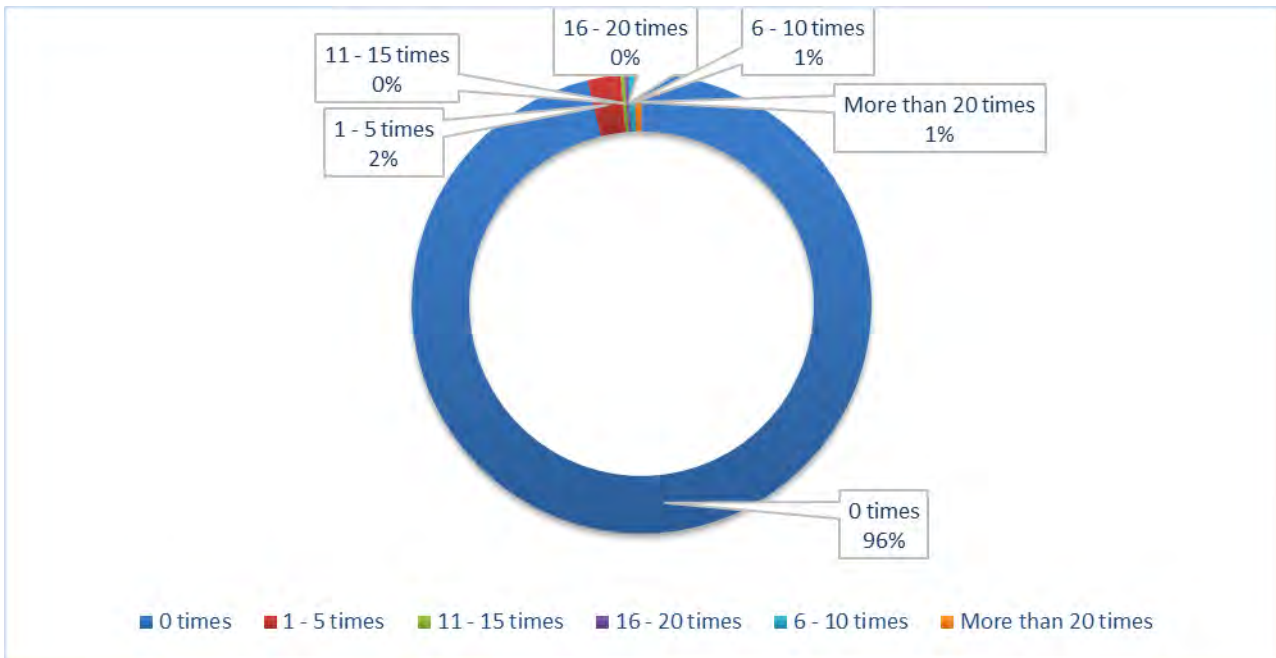 16 - 20 times
0%
6 - 10 times
1%
11 - 15 times
0%
More than 20 times
1%
1 - 5 times
2%
0 times
96%
0 times 1 - 5 times 11 - 15 times 16 - 20 times 6 - 10 times More than 20 times